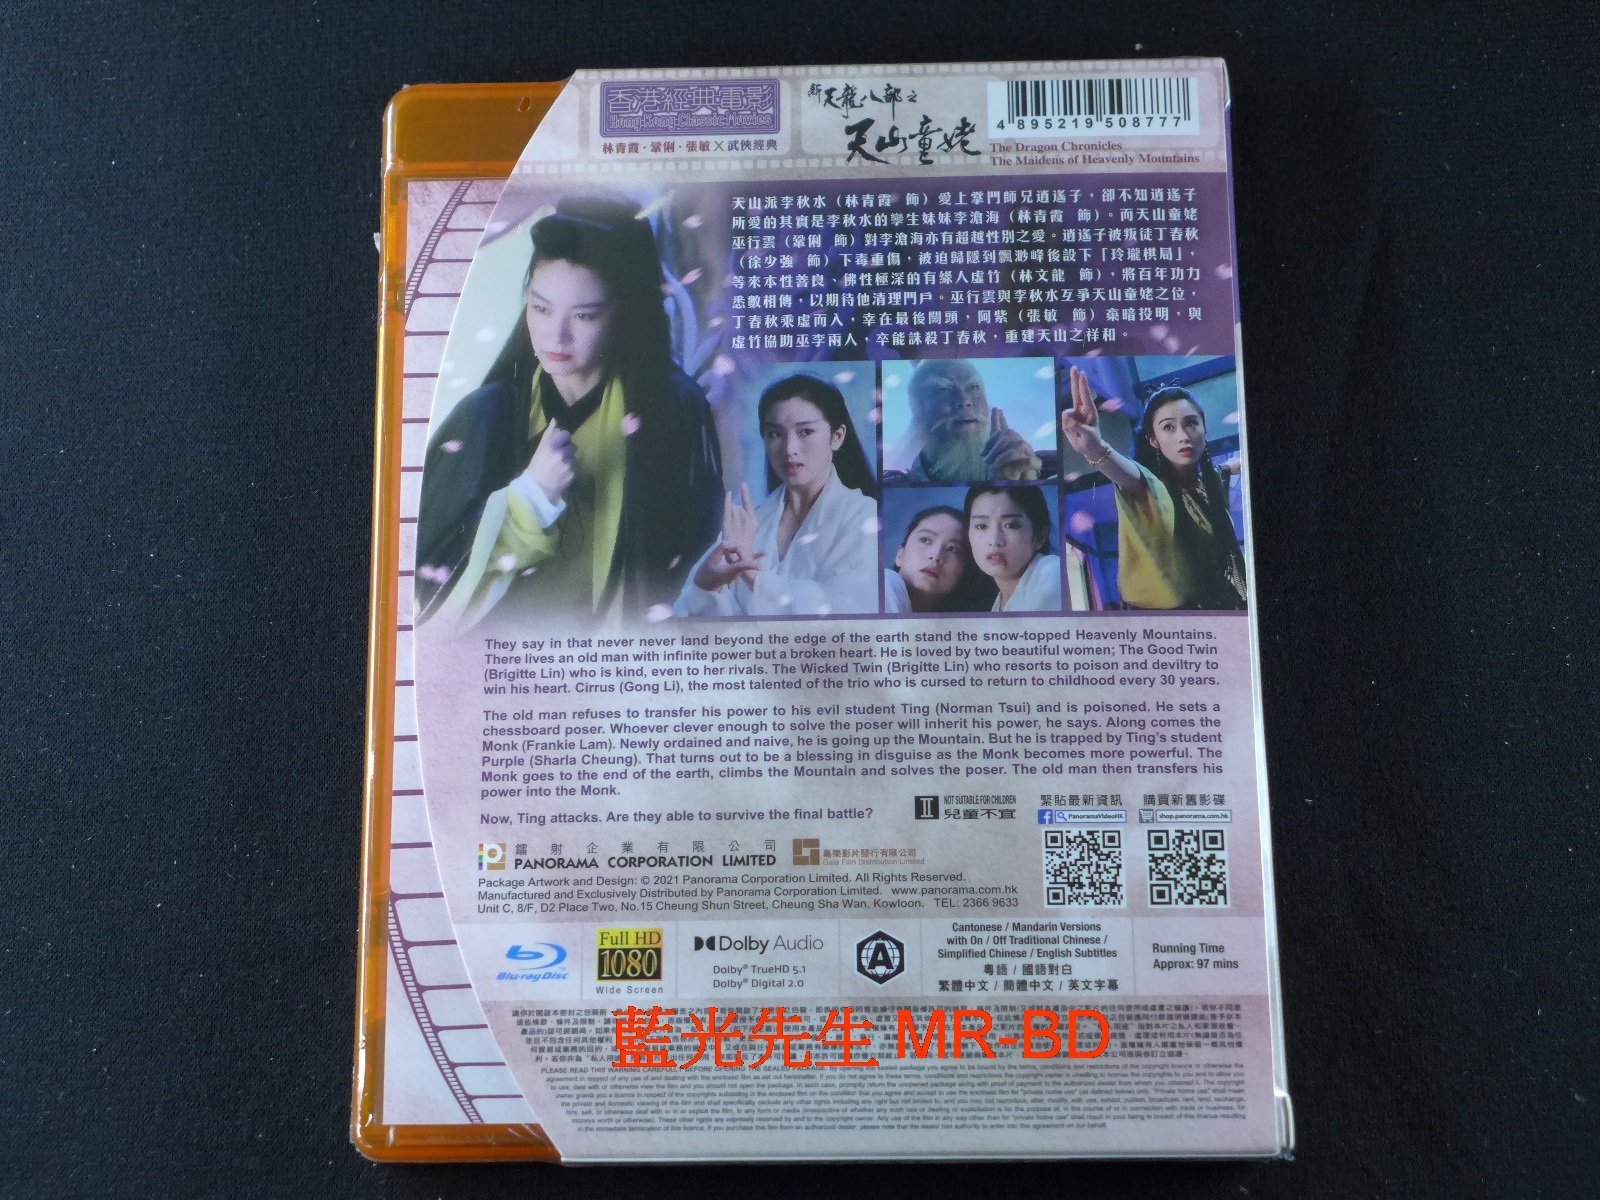 香港經典電影
Hong Kong Classic Movies
林青霞・鞏俐・張敏×武俠經典
新天龍八部之
天山童姥
4 895219 508777
The Dragon Chronicles
The Maidens of Heavenly Mountains
天山派李秋水（林青霞 飾）愛上掌門師兄逍遙子，卻不知逍遙子
所愛的其實是李秋水的孿生妹妹李滄海（林青霞 飾）。而天山童姥
巫行雲（鞏俐 飾）對李滄海亦有超越性別之愛。逍遙子被叛徒丁春秋
（徐少強 飾）下毒重傷，被迫歸隱到飄渺峰後設下「玲瓏棋局」，
等來本性善良、佛性極深的有緣人虛竹（林文龍 飾），將百年功力
悉數相傳，以期待他清理門戶。巫行雲與李秋水互爭天山童姥之位，
丁春秋乘虛而入，幸在最後關頭，阿紫（張敏 飾）棄暗投明，與
虛竹協助巫李兩人，卒能誅殺丁春秋，重建天山之祥和。
They say in that never never land beyond the edge of the earth stand the snow-topped Heavenly Mountains.
There lives an old man with infinite power but a broken heart. He is loved by two beautiful women; The Good Twin
(Brigitte Lin) who is kind, even to her rivals. The Wicked Twin (Brigitte Lin) who resorts to poison and deviltry to
win his heart. Cirrus (Gong Li), the most talented of the trio who is cursed to return to childhood every 30 years.
The old man refuses to transfer his power to his evil student Ting (Norman Tsui) and is poisoned. He sets a
chessboard poser. Whoever clever enough to solve the poser will inherit his power, he says. Along comes the
Monk (Frankie Lam). Newly ordained and naive, he is going up the Mountain. But he is trapped by Ting's student
Purple (Sharla Cheung). That turns out to be a blessing in disguise as the Monk becomes more powerful. The
Monk goes to the end of the earth, climbs the Mountain and solves the poser. The old man then transfers his
power into the Monk.
Now, Ting attacks. Are they able to survive the final battle?
II NOT SUITABLE FOR CHILDREN
兒童不宜
緊貼最新資訊
PanoramaVideoHK
購買新舊影碟
shop.panorama.com.hk
鐳射企業有限公司
PANORAMA CORPORATION LIMITED
嘉樂影片發行有限公司
Gala Film Distribution Limited
Package Artwork and Design: © 2021 Panorama Corporation Limited. All Rights Reserved.
Manufactured and Exclusively Distributed by Panorama Corporation Limited. www.panorama.com.hk
Unit C, 8/F, D2 Place Two, No.15 Cheung Shun Street, Cheung Sha Wan, Kowloon. TEL: 2366 9633
Blu-ray Disc
Full HD
1080
Wide Screen
Dolby Audio
Dolby® TrueHD 5.1
Dolby® Digital 2.0
A
Cantonese / Mandarin Versions
with On / Off Traditional Chinese /
Simplified Chinese / English Subtitles
粵語 / 國語對白
繁體中文 / 簡體中文 / 英文字幕
Running Time
Approx: 97 mins
藍光先生 MR-BD